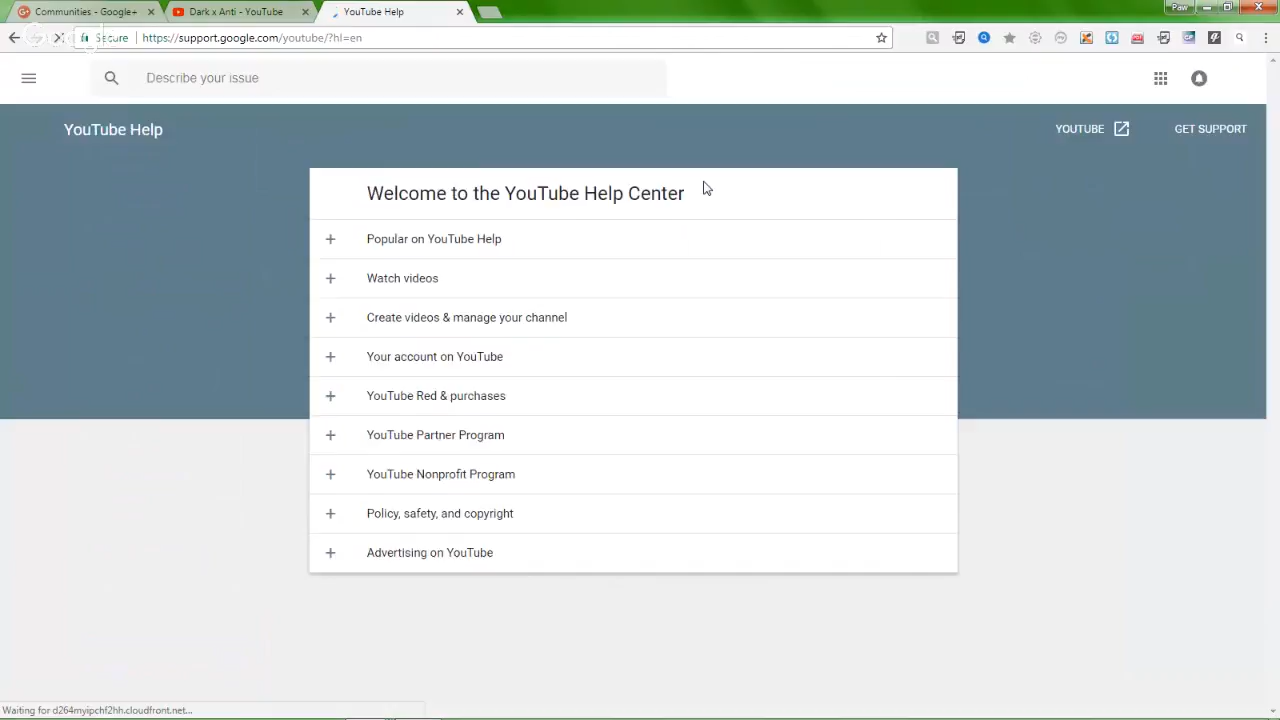 Communities - Google+
Dark x Anti - YouTube
YouTube Help
Paw
Secure
https://support.google.com/youtube/?hl=en
Describe your issue
YouTube Help
YOUTUBE
GET SUPPORT
Welcome to the YouTube Help Center
Popular on YouTube Help
Watch videos
Create videos & manage your channel
Your account on YouTube
YouTube Red & purchases
YouTube Partner Program
YouTube Nonprofit Program
Policy, safety, and copyright
Advertising on YouTube
Waiting for d264myipchf2hh.cloudfront.net...